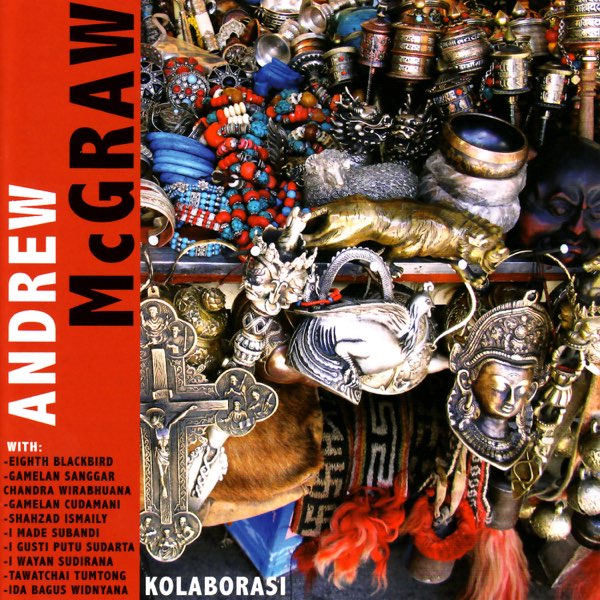 ANDREW
McGRAW
WITH:
-EIGHTH BLACKBIRD
-GAMELAN SANGGAR
CHANDRA WIRABHUANA
-GAMELAN CUDAMANI
-SHAHZAD ISMAILY
-I MADE SUBANDI
-I GUSTI PUTU SUDARTA
-I WAYAN SUDIRANA
-TAWATCHAI TUMTONG
-IDA BAGUS WIDNYANA
KOLABORASI